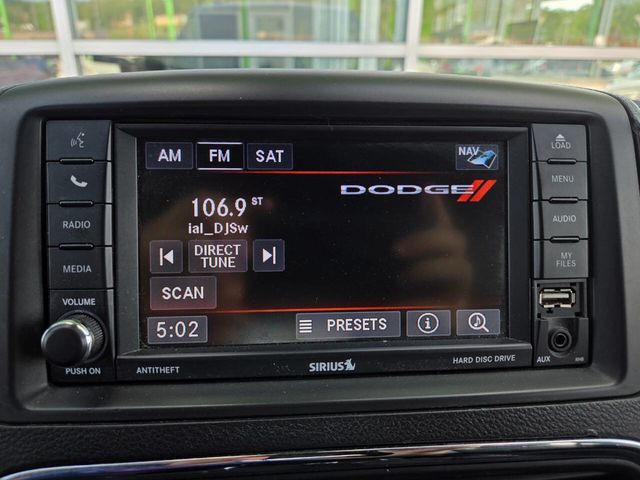 AM FM SAT NAV
DODGE
106.9 ST
ial_DJSw
DIRECT
TUNE
SCAN
5:02 PRESETS
RADIO
MEDIA
VOLUME
PUSH ON
LOAD
MENU
AUDIO
MY
FILES
AUX RHB
ANTITHEFT SIRIUS HARD DISC DRIVE